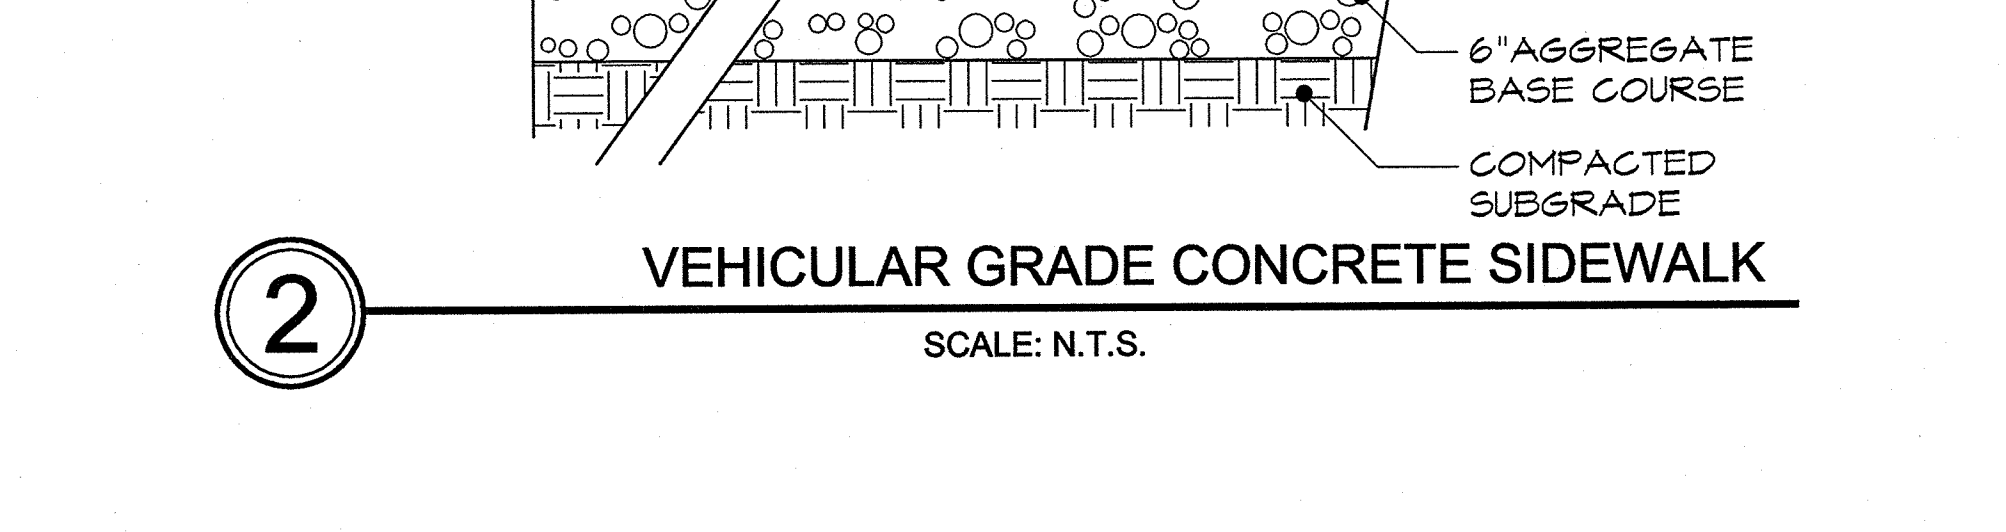 6"AGGREGATE
BASE COURSE
COMPACTED
SUBGRADE
2
VEHICULAR GRADE CONCRETE SIDEWALK
SCALE: N.T.S.